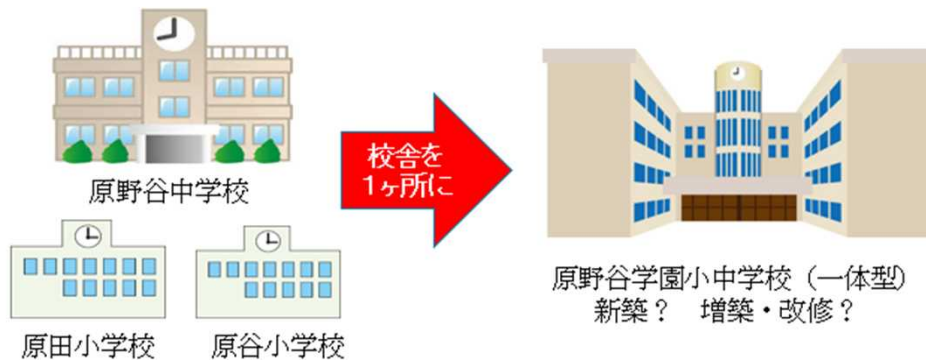 原野谷中学校
原田小学校
原谷小学校
校舎を
1ヶ所に
原野谷学園小中学校（一体型）
新築？　増築・改修？